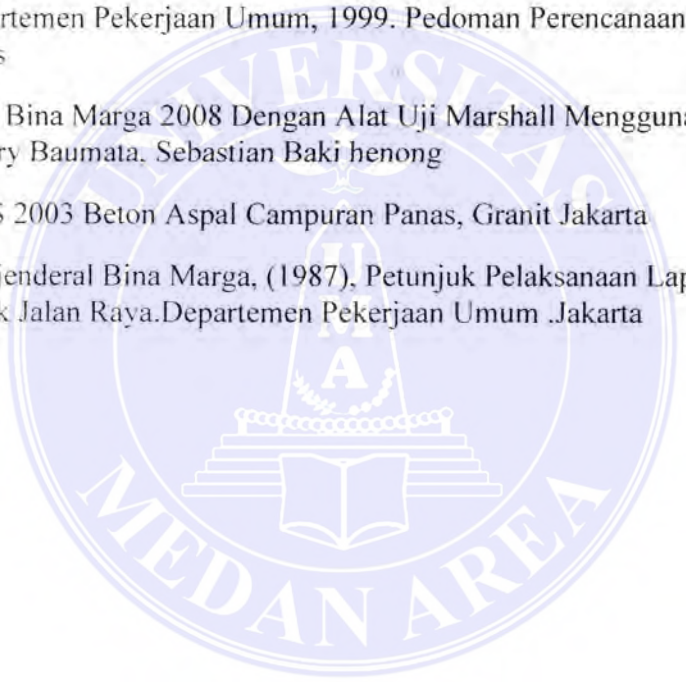 rtemen Pekerjaan Umum, 1999. Pedoman Perencanaan
s
Bina Marga 2008 Dengan Alat Uji Marshall Mengguna
ry Baumata, Sebastian Baki henong
S 2003 Beton Aspal Campuran Panas, Granit Jakarta
jenderal Bina Marga, (1987), Petunjuk Pelaksanaan Lap
k Jalan Raya.Departemen Pekerjaan Umum .Jakarta
UNIVERSITAS
U
M
A
MEDAN AREA